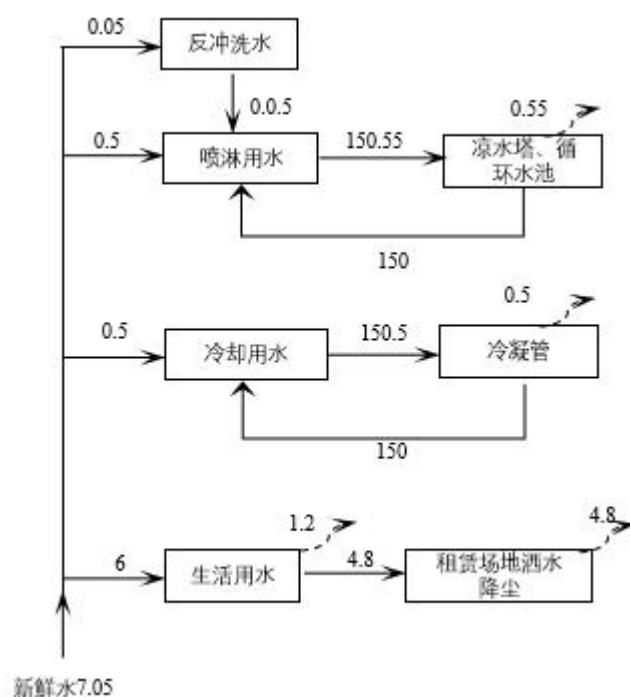 0.05
反冲洗水
0.0.5
0.55
0.5
喷淋用水
150.55
凉水塔、循
环水池
150
0.5
0.5
冷却用水
150.5
冷凝管
150
1.2
4.8
6
生活用水
4.8
租赁场地洒水
降尘
新鲜水7.05